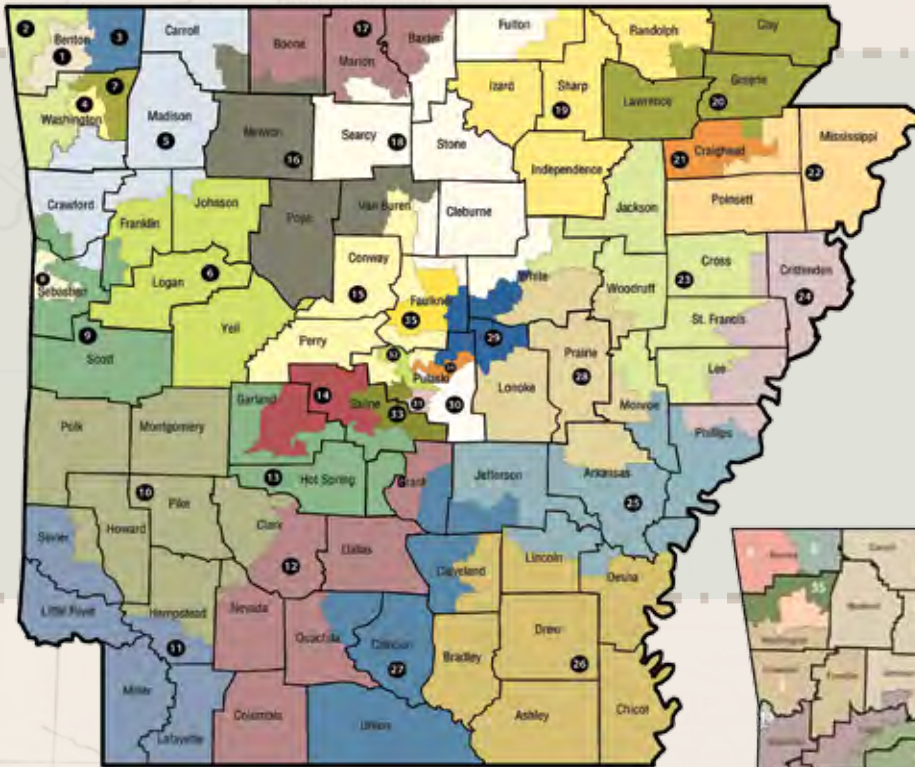 2
Benton
1
3
Carroll
Boone
17
Marion
Baxter
Fulton
Randolph
Clay
4
7
Washington
Madison
5
Newton
16
Searcy
18
Stone
Izard
Sharp
19
Lawrence
Greene
20
21
Craighead
Mississippi
22
Crawford
Franklin
Johnson
Pope
Van Buren
Cleburne
Independence
Jackson
Poinsett
Sebastian
Logan
6
Conway
15
Faulkner
35
White
Woodruff
Cross
23
Crittenden
24
9
Scott
Yell
Perry
32
Pulaski
29
Prairie
28
St. Francis
Lee
Polk
Montgomery
Garland
14
Saline
33
31
30
Lonoke
Monroe
Phillips
13
Hot Spring
Grant
Jefferson
Arkansas
25
10
Pike
Howard
Sevier
Clark
12
Dallas
Cleveland
Lincoln
Desha
Little River
Hempstead
11
Nevada
Ouachita
Calhoun
27
Bradley
Drew
26
Miller
Lafayette
Columbia
Union
Ashley
Chicot
55